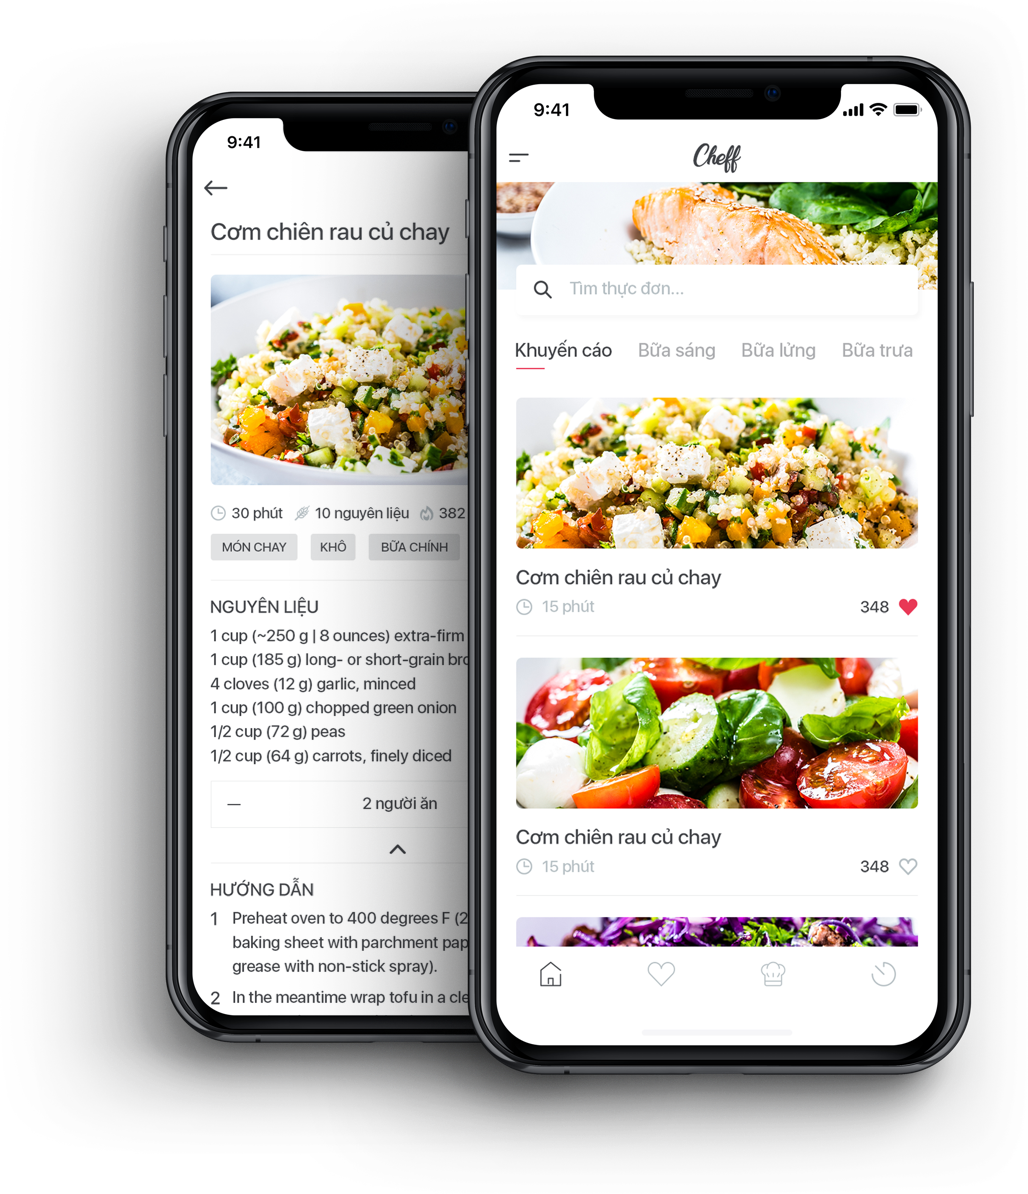 9:41
Cơm chiên rau củ chay
30 phút 10 nguyên liệu 382
MÓN CHAY KHÔ BỮA CHÍNH
NGUYÊN LIỆU
1 cup (~250 g | 8 ounces) extra-firm
1 cup (185 g) long- or short-grain
4 cloves (12 g) garlic, minced
1 cup (100 g) chopped green onion
1/2 cup (72 g) peas
1/2 cup (64 g) carrots, finely diced
2 người ăn
HƯỚNG DẪN
1 Preheat oven to 400 degrees F
baking sheet with parchment
grease with non-stick spray).
2 In the meantime wrap tofu in a
9:41
Cheff
Tìm thực đơn...
Khuyến cáo Bữa sáng Bữa lửng Bữa trưa
Cơm chiên rau củ chay
15 phút 348
Cơm chiên rau củ chay
15 phút 348